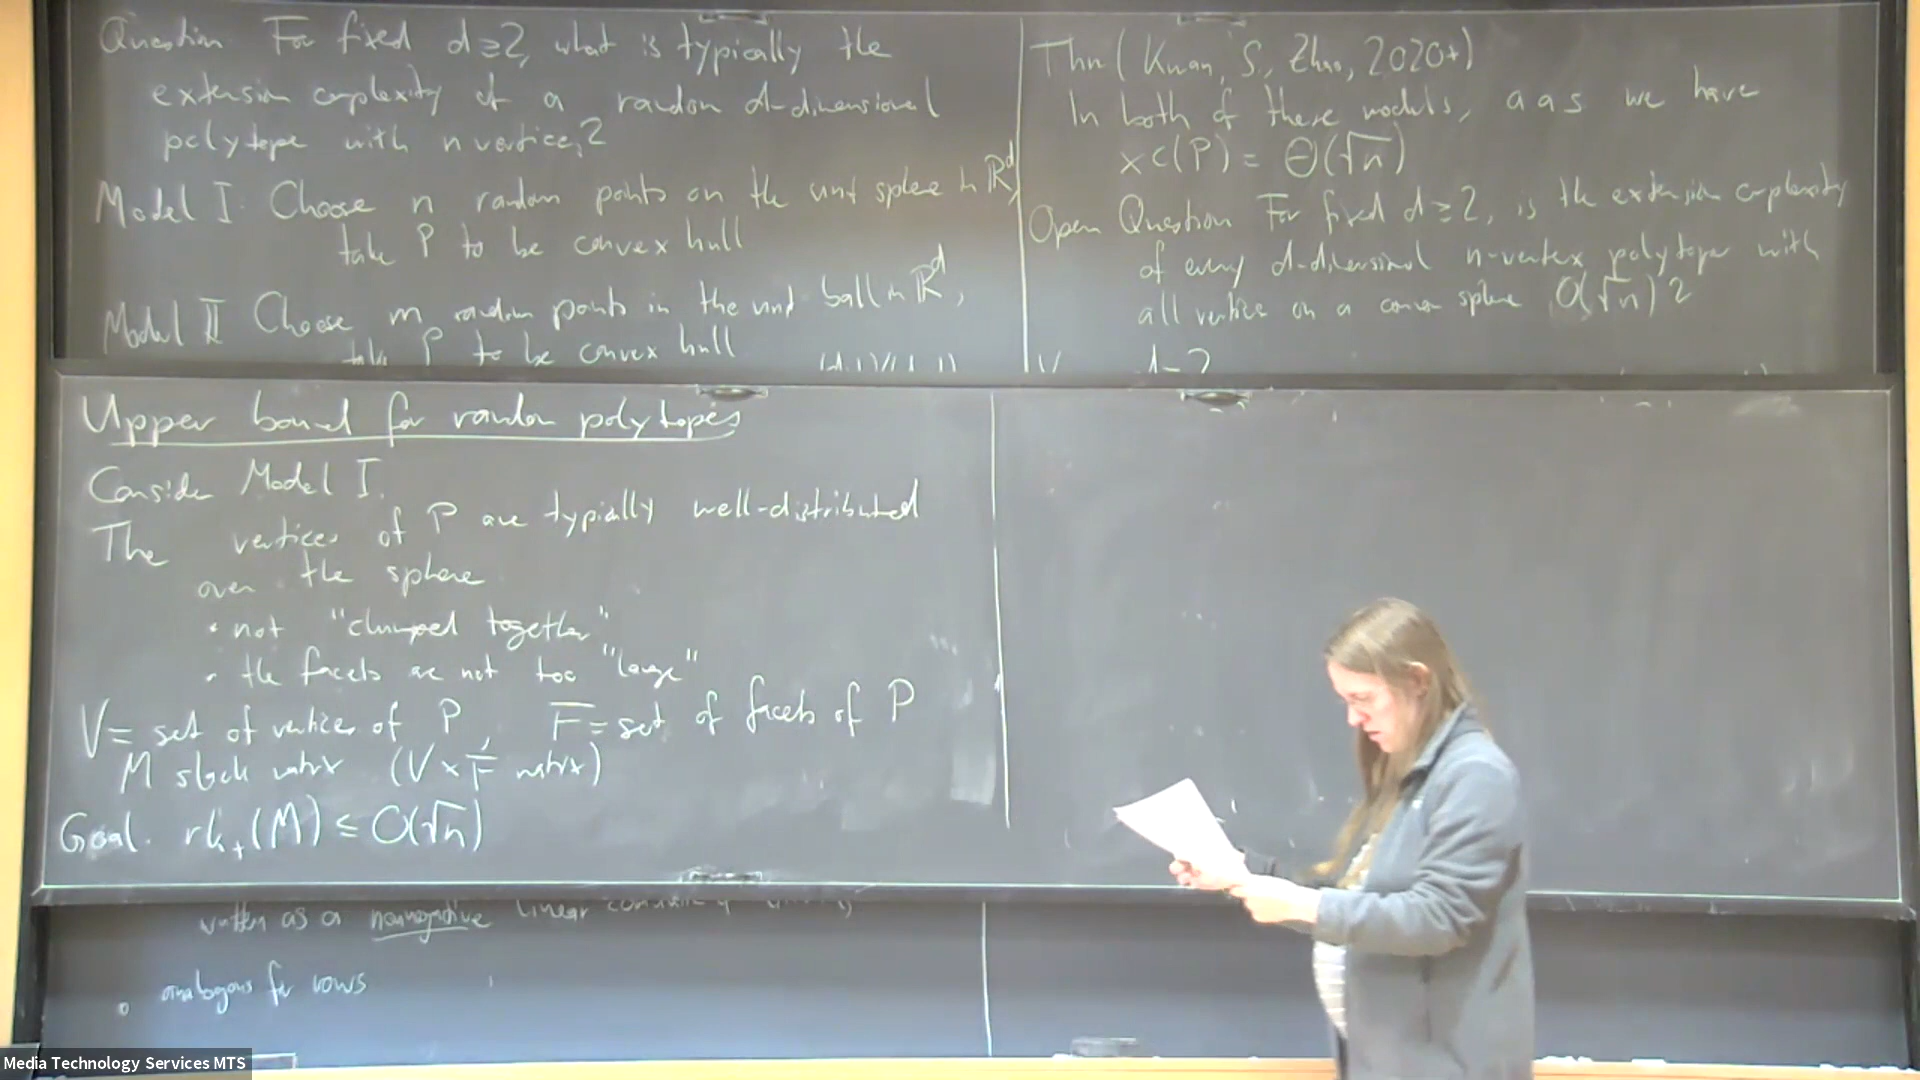 Question For fixed d≥2, what is typically the
extension complexity of a random d-dimensional
polytope with n vertices?
Model I. Choose n random points on the unit sphere in ℝ^d,
take P to be convex hull
Model II Choose m random points in the unit ball in ℝ^d,
take P to be convex hull
Thm (Kwan, S., Zhao, 2020+)
In both of these models, aas we have
xc(P) = Θ(√n)
Open Question For fixed d≥2, is the extension complexity
of every d-dimensional n-vertex polytope with
all vertices on a common sphere O(√n)?
d=2
Upper bound for random polytopes
Consider Model I.
The vertices of P are typically well-distributed
over the sphere
• not "clumped together"
• the facets are not too "large"
V = set of vertices of P, F = set of facets of P
M slack matrix (V × F matrix)
Goal. rk₊(M) ≤ O(√n)
written as a nonnegative linear
• analogous for rows
Media Technology Services MTS